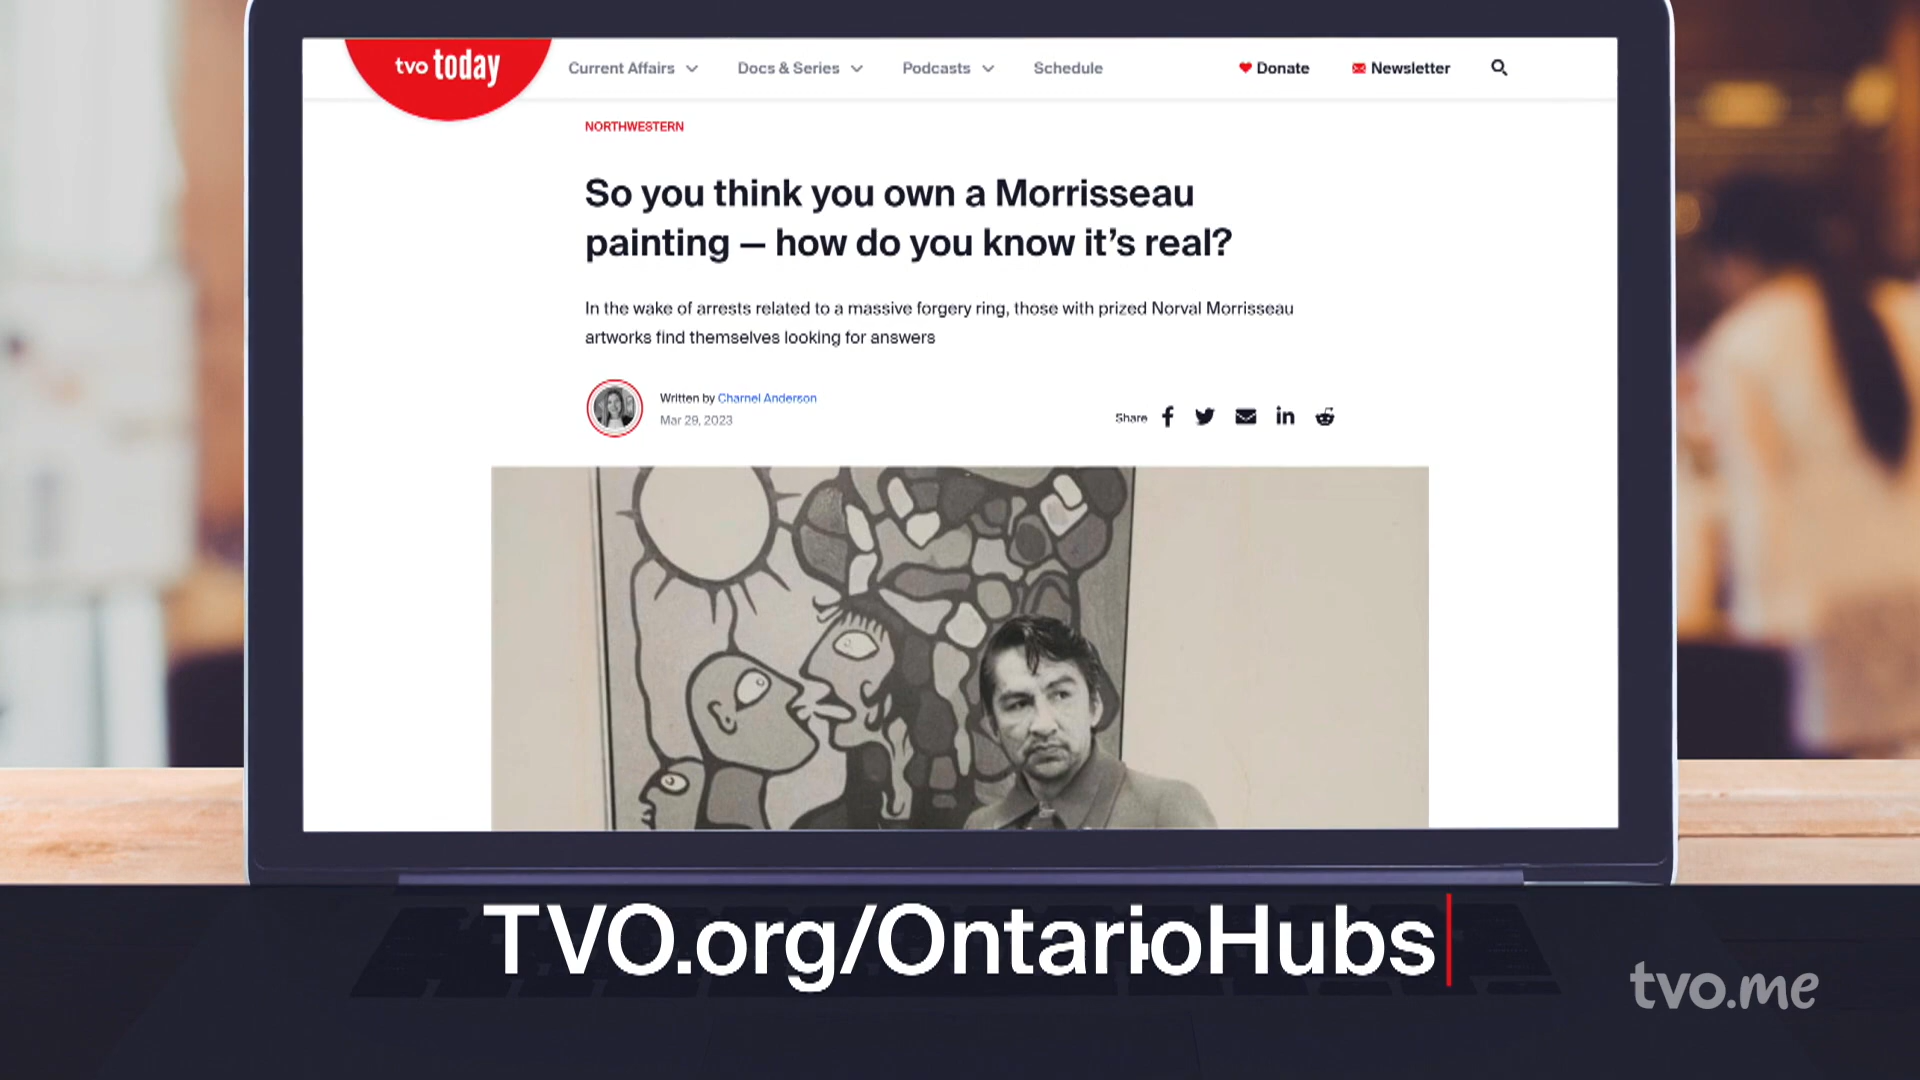 tvo today
Current Affairs
Docs & Series
Podcasts
Schedule
Donate
Newsletter
NORTHWESTERN
So you think you own a Morrisseau
painting — how do you know it's real?
In the wake of arrests related to a massive forgery ring, those with prized Norval Morrisseau
artworks find themselves looking for answers
Written by Charnel Anderson
Mar 29, 2023
Share
TVO.org/OntarioHubs
tvo.me